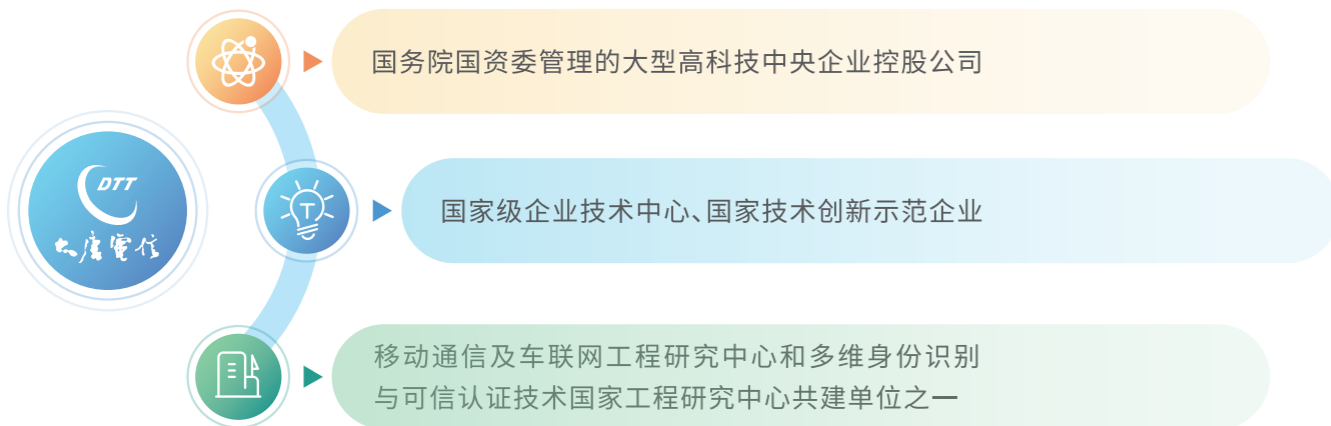 国务院国资委管理的大型高科技中央企业控股公司
DTT
大唐電信
T
国家级企业技术中心、国家技术创新示范企业
移动通信及车联网工程研究中心和多维身份识别
与可信认证技术国家工程研究中心共建单位之一